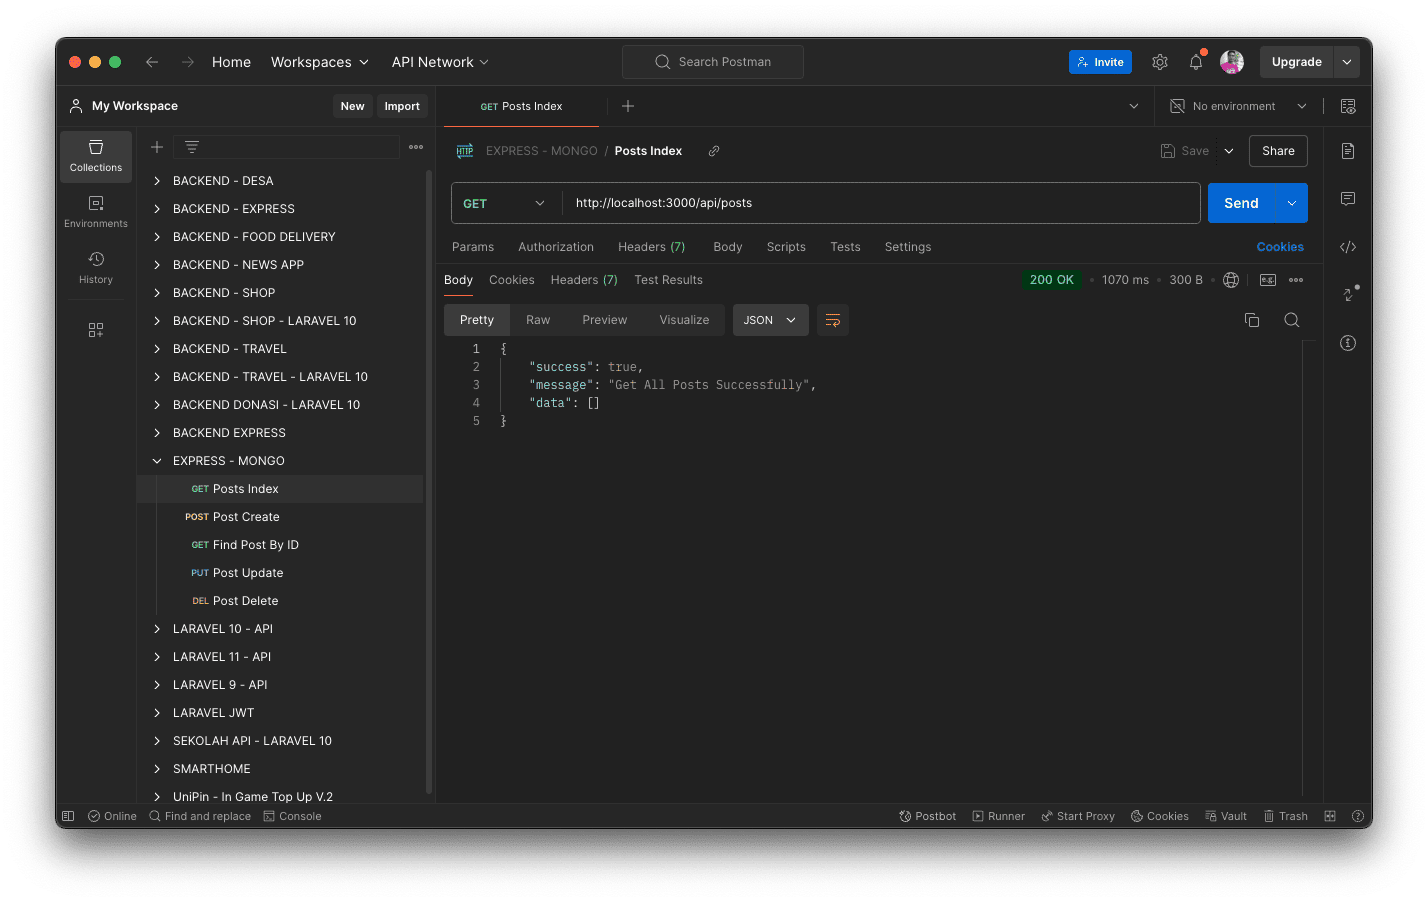 Home Workspaces API Network Search Postman Invite Upgrade
My Workspace New Import
GET Posts Index No environment
Collections
Environments
History
BACKEND - DESA
BACKEND - EXPRESS
BACKEND - FOOD DELIVERY
BACKEND - NEWS APP
BACKEND - SHOP
BACKEND - SHOP - LARAVEL 10
BACKEND - TRAVEL
BACKEND - TRAVEL - LARAVEL 10
BACKEND DONASI - LARAVEL 10
BACKEND EXPRESS
EXPRESS - MONGO
GET Posts Index
POST Post Create
GET Find Post By ID
PUT Post Update
DEL Post Delete
LARAVEL 10 - API
LARAVEL 11 - API
LARAVEL 9 - API
LARAVEL JWT
SEKOLAH API - LARAVEL 10
SMARTHOME
UniPin - In Game Top Up V.2
HTTP EXPRESS - MONGO / Posts Index Save Share
GET http://localhost:3000/api/posts Send
Params Authorization Headers (7) Body Scripts Tests Settings Cookies
Body Cookies Headers (7) Test Results 200 OK 1070 ms 300 B e.g.
Pretty Raw Preview Visualize JSON
1 {
2 "success": true,
3 "message": "Get All Posts Successfully",
4 "data": []
5 }
Online Find and replace Console Postbot Runner Start Proxy Cookies Vault Trash